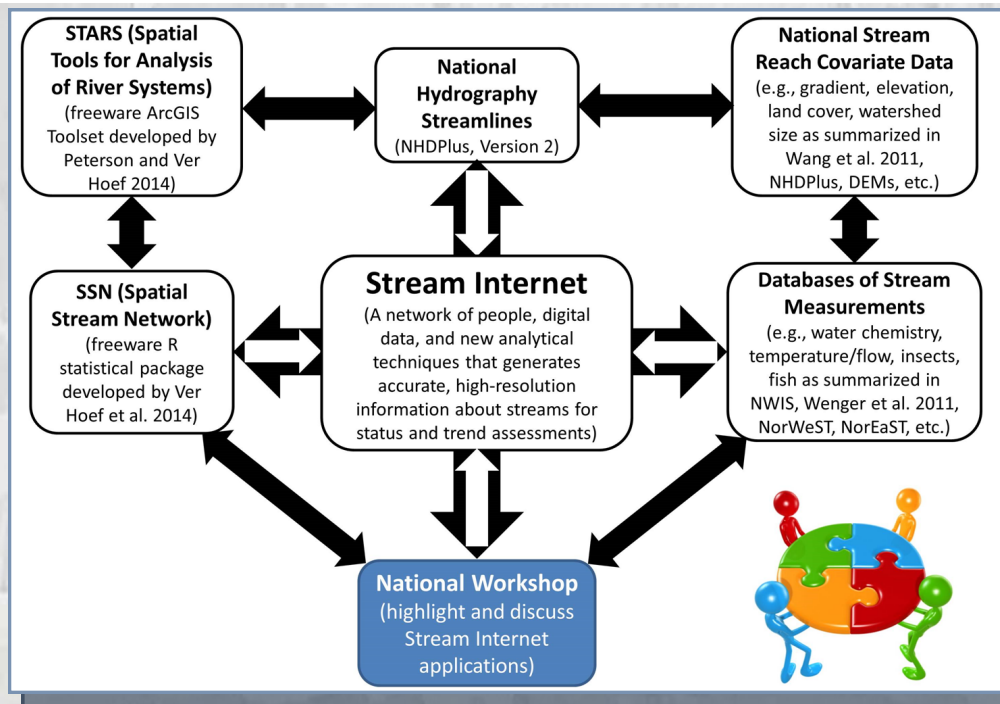 STARS (Spatial
Tools for Analysis
of River Systems)
(freeware ArcGIS
Toolset developed by
Peterson and Ver
Hoef 2014)
National
Hydrography
Streamlines
(NHDPlus, Version 2)
National Stream
Reach Covariate Data
(e.g., gradient, elevation,
land cover, watershed
size as summarized in
Wang et al. 2011,
NHDPlus, DEMs, etc.)
SSN (Spatial
Stream Network)
(freeware R
statistical package
developed by Ver
Hoef et al. 2014)
Stream Internet
(A network of people, digital
data, and new analytical
techniques that generates
accurate, high-resolution
information about streams for
status and trend assessments)
Databases of Stream
Measurements
(e.g., water chemistry,
temperature/flow, insects,
fish as summarized in
NWIS, Wenger et al. 2011,
NorWeST, NorEaST, etc.)
National Workshop
(highlight and discuss
Stream Internet
applications)